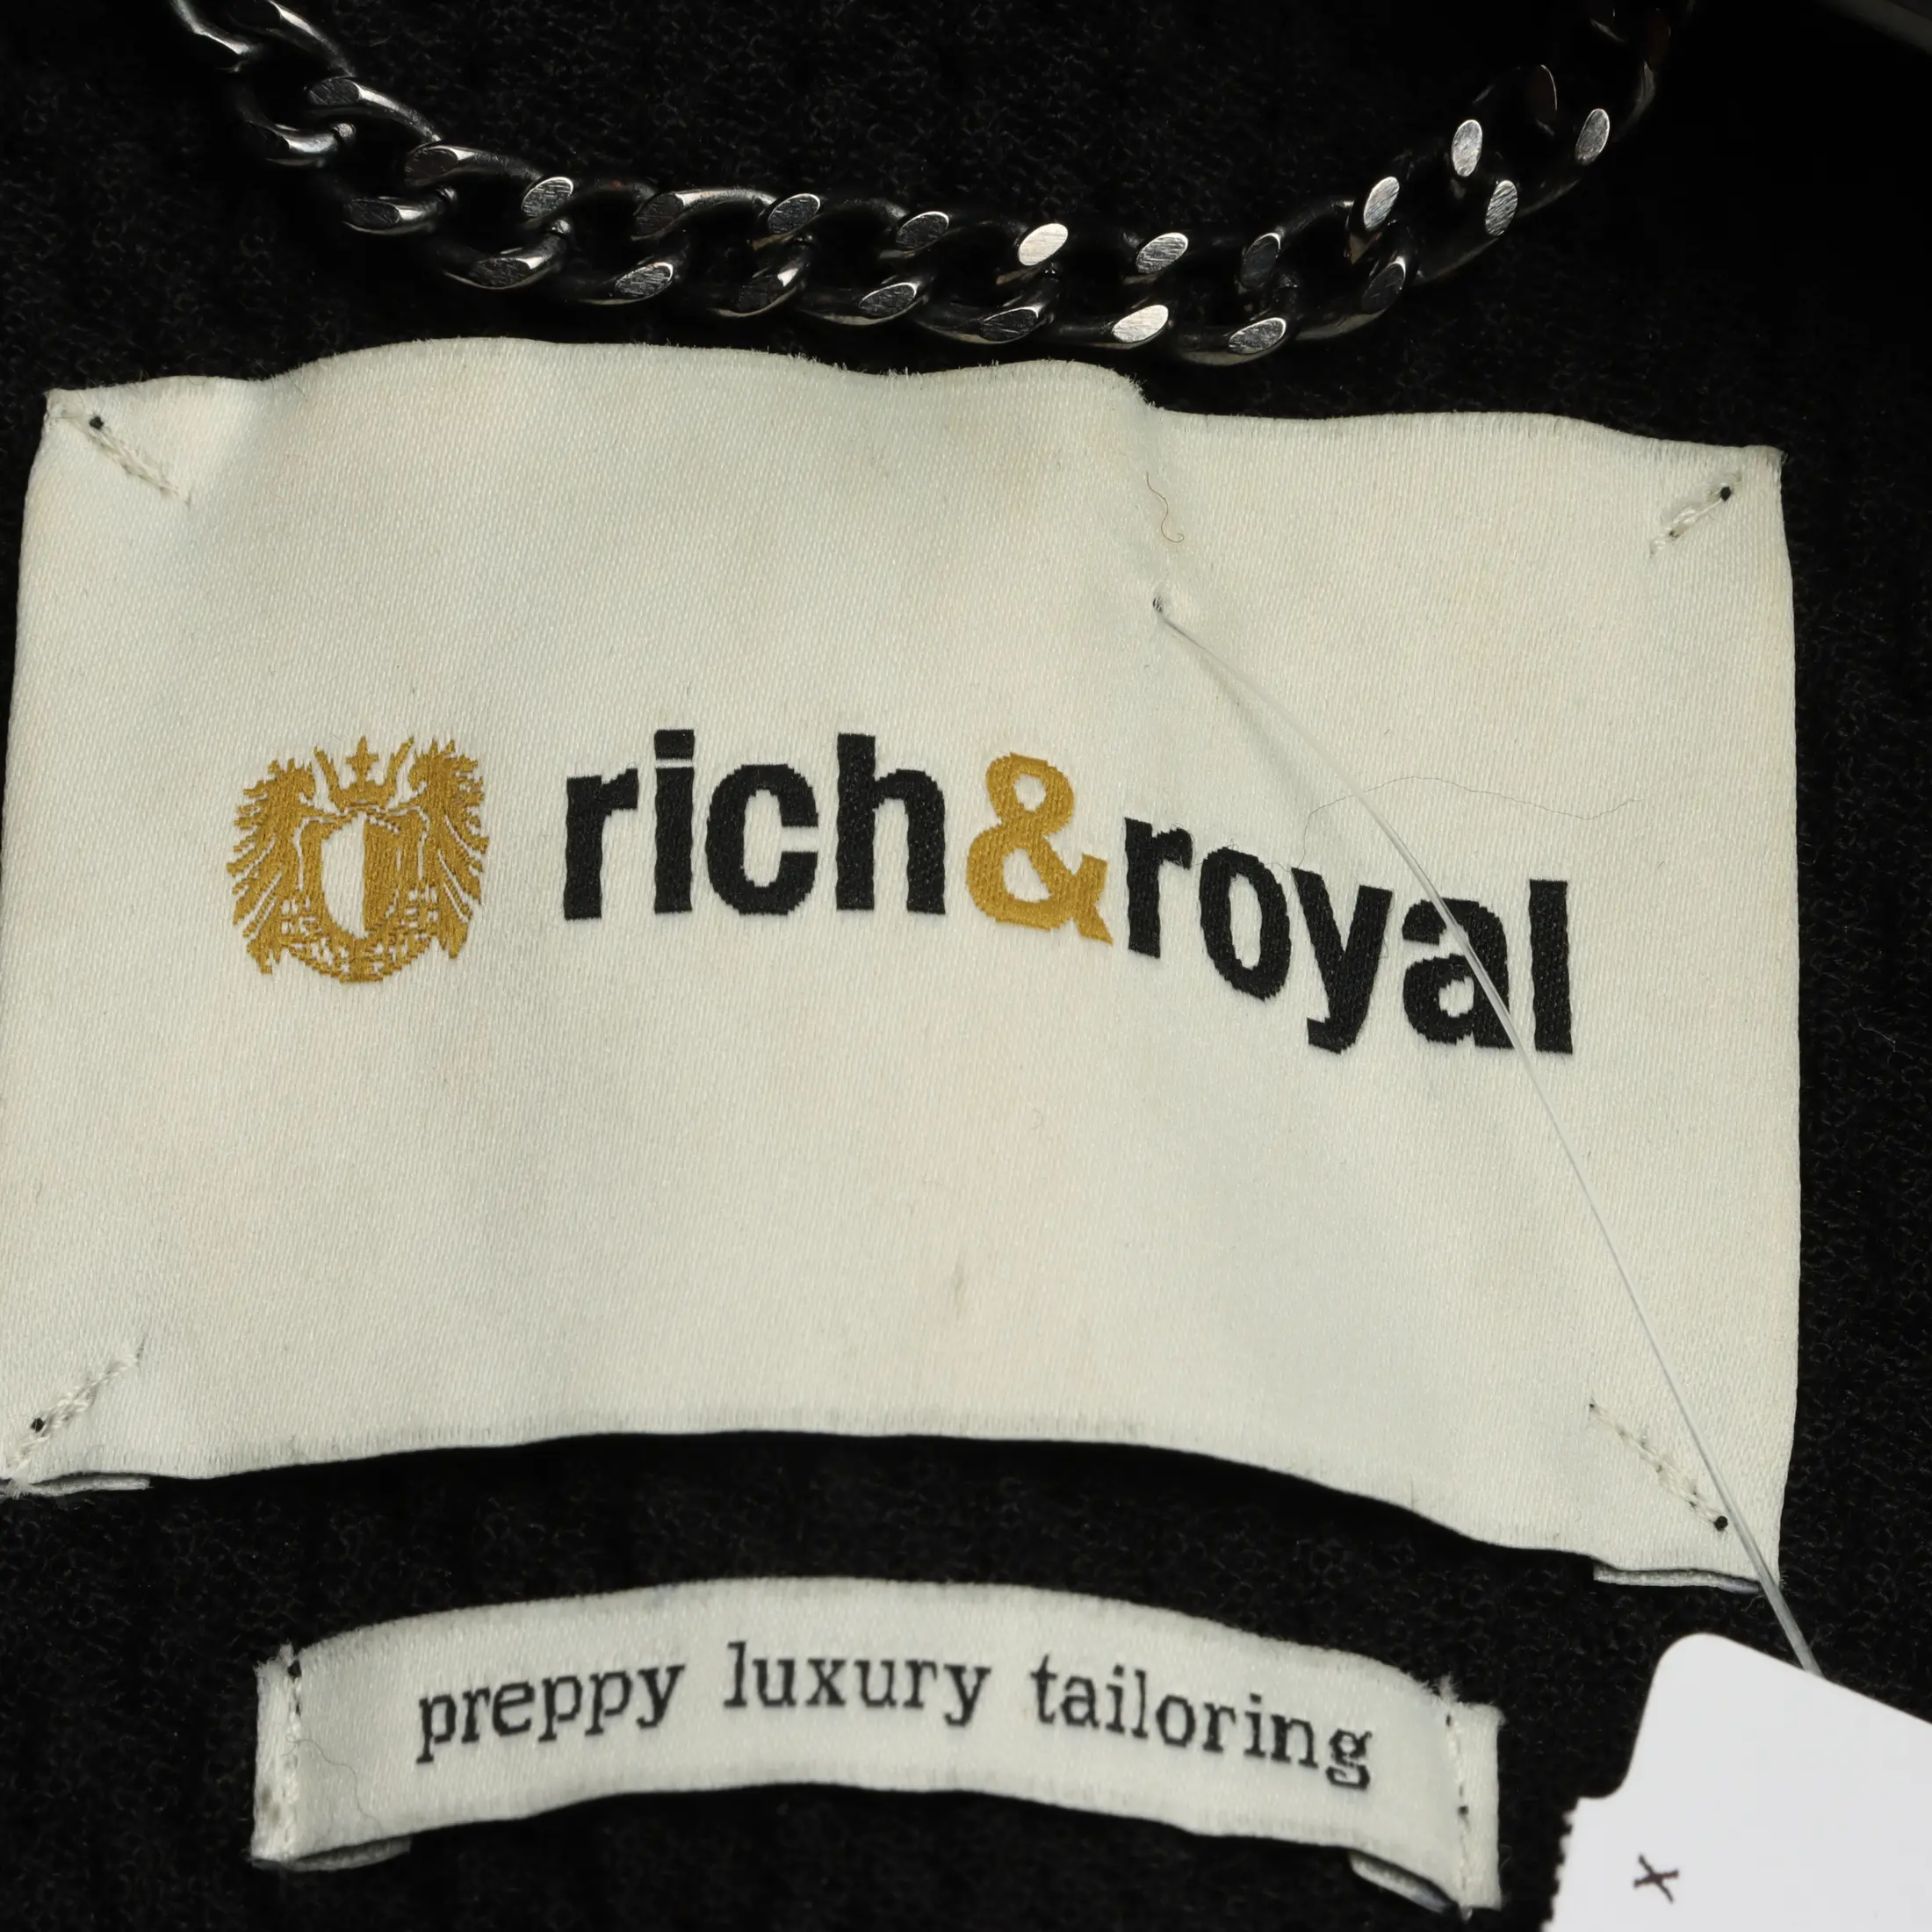 rich&royal
preppy luxury tailoring
x